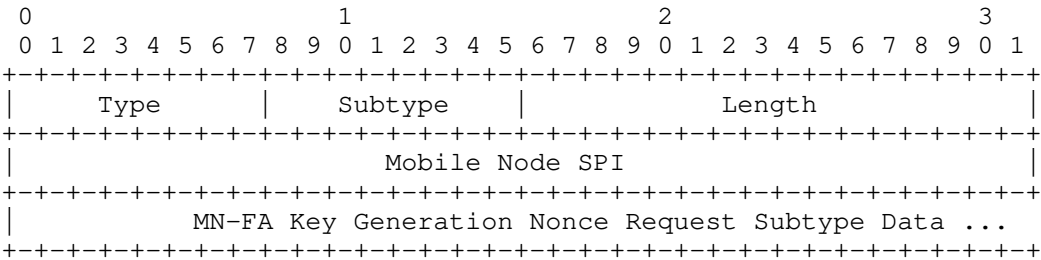 0                   1                   2                   3
 0 1 2 3 4 5 6 7 8 9 0 1 2 3 4 5 6 7 8 9 0 1 2 3 4 5 6 7 8 9 0 1
+-+-+-+-+-+-+-+-+-+-+-+-+-+-+-+-+-+-+-+-+-+-+-+-+-+-+-+-+-+-+-+-+
|     Type      |    Subtype    |            Length             |
+-+-+-+-+-+-+-+-+-+-+-+-+-+-+-+-+-+-+-+-+-+-+-+-+-+-+-+-+-+-+-+-+
|                       Mobile Node SPI                         |
+-+-+-+-+-+-+-+-+-+-+-+-+-+-+-+-+-+-+-+-+-+-+-+-+-+-+-+-+-+-+-+-+
|           MN-FA Key Generation Nonce Request Subtype Data ...
+-+-+-+-+-+-+-+-+-+-+-+-+-+-+-+-+-+-+-+-+-+-+-+-+-+-+-+-+-+-+-+-+